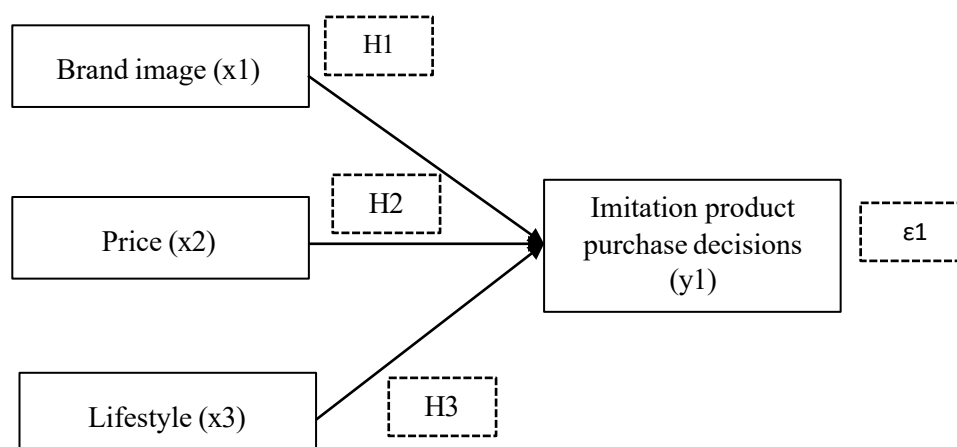 H1
Brand image (x1)
H2
Price (x2)
Imitation product
purchase decisions
(y1)
ε1
H3
Lifestyle (x3)